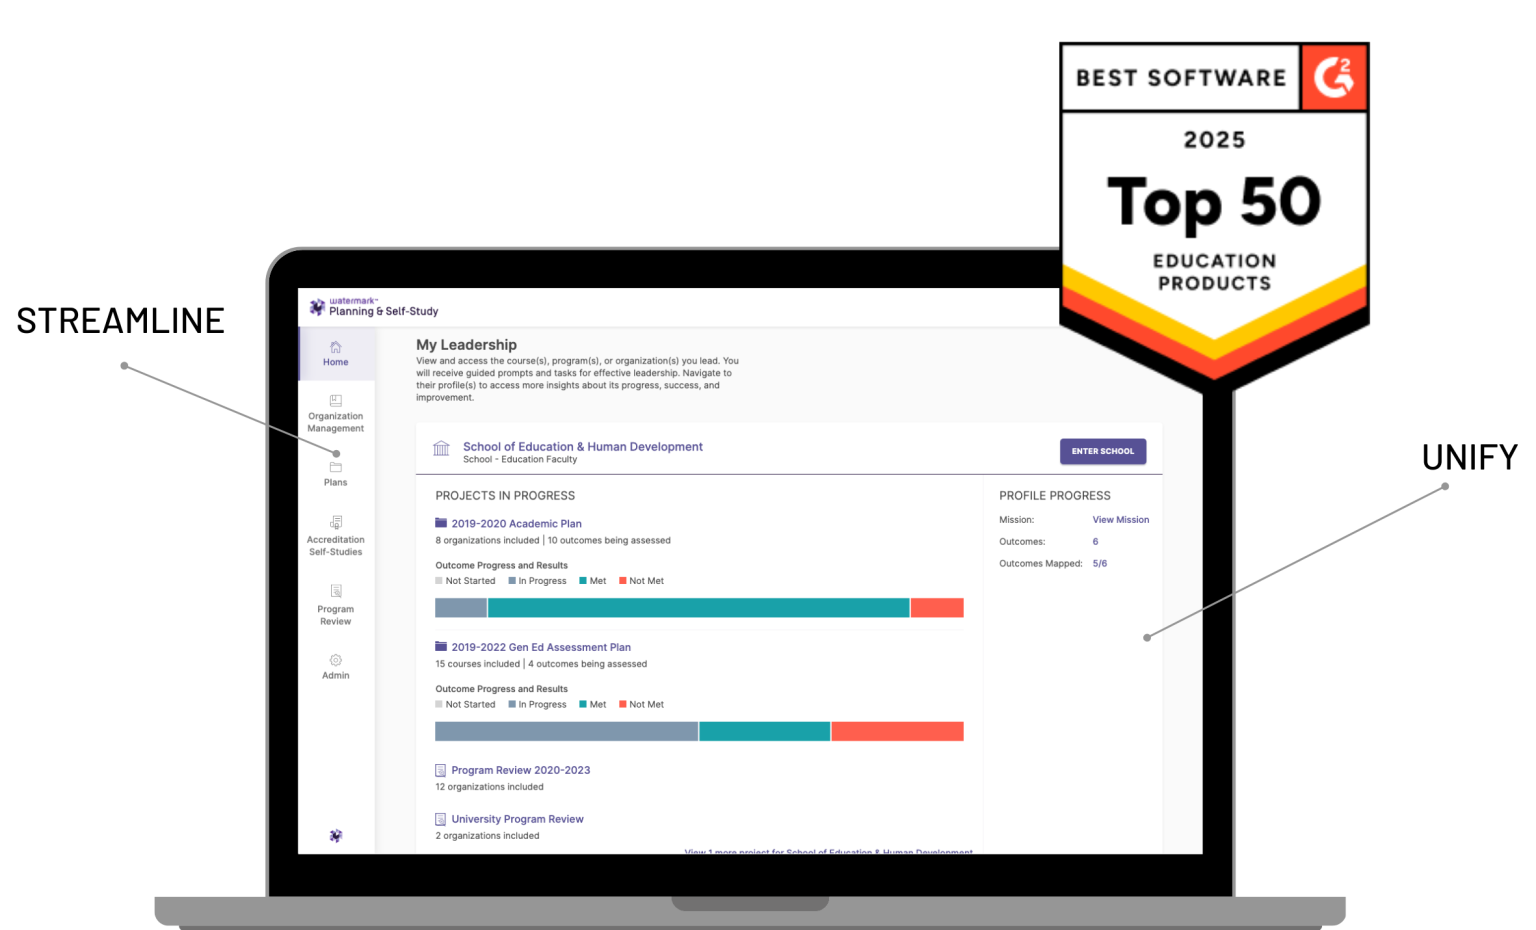 BEST SOFTWARE
2025
Top 50
EDUCATION
PRODUCTS
STREAMLINE
UNIFY
watermark™
Planning & Self-Study
Home
Organization
Management
Plans
Accreditation
Self-Studies
Program
Review
Admin
My Leadership
View and access the course(s), program(s), or organization(s) you lead. You
will receive guided prompts and tasks for effective leadership. Navigate to
their profile(s) to access more insights about its progress, success, and
improvement.
School of Education & Human Development
School - Education Faculty
ENTER SCHOOL
PROJECTS IN PROGRESS
2019-2020 Academic Plan
8 organizations included | 10 outcomes being assessed
Outcome Progress and Results
Not Started In Progress Met Not Met
2019-2022 Gen Ed Assessment Plan
15 courses included | 4 outcomes being assessed
Outcome Progress and Results
Not Started In Progress Met Not Met
Program Review 2020-2023
12 organizations included
University Program Review
2 organizations included
View 1 more project for School of Education & Human Development
PROFILE PROGRESS
Mission: View Mission
Outcomes: 6
Outcomes Mapped: 5/6